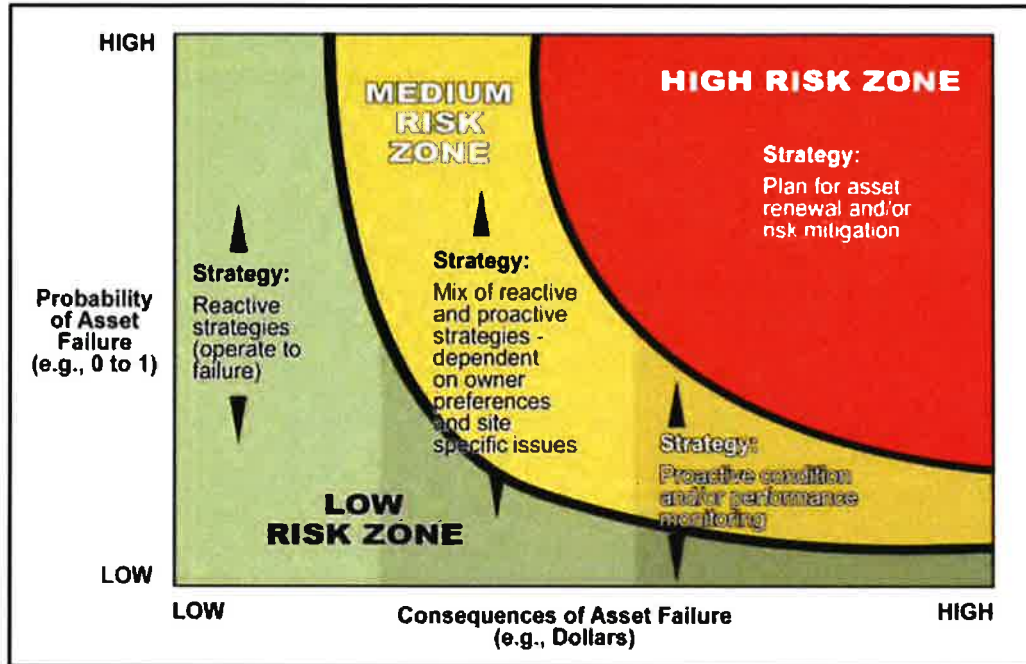 HIGH
MEDIUM
RISK
ZONE
HIGH RISK ZONE
Strategy:
Plan for asset
renewal and/or
risk mitigation
Strategy:
Reactive
strategies
(operate to
failure)
Strategy:
Mix of reactive
and proactive
strategies -
dependent
on owner
preferences
and site
specific issues
Strategy:
Proactive condition
and/or performance
monitoring
Probability
of Asset
Failure
(e.g., 0 to 1)
LOW
RISK ZONE
LOW
LOW
Consequences of Asset Failure
(e.g., Dollars)
HIGH